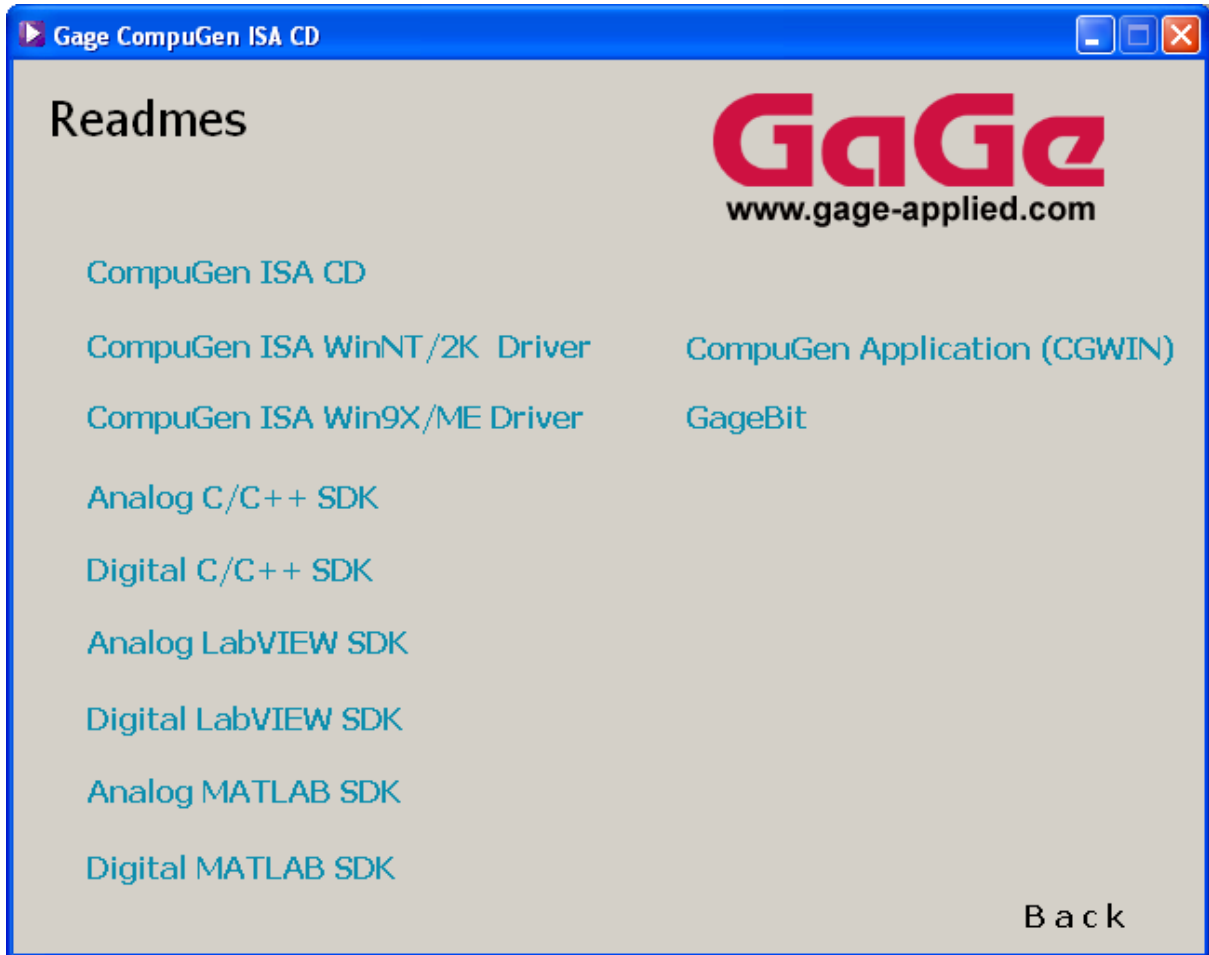 Gage CompuGen ISA CD
Readmes
GaGe
www.gage-applied.com
CompuGen ISA CD
CompuGen ISA WinNT/2K Driver
CompuGen Application (CGWIN)
CompuGen ISA Win9X/ME Driver
GageBit
Analog C/C++ SDK
Digital C/C++ SDK
Analog LabVIEW SDK
Digital LabVIEW SDK
Analog MATLAB SDK
Digital MATLAB SDK
Back